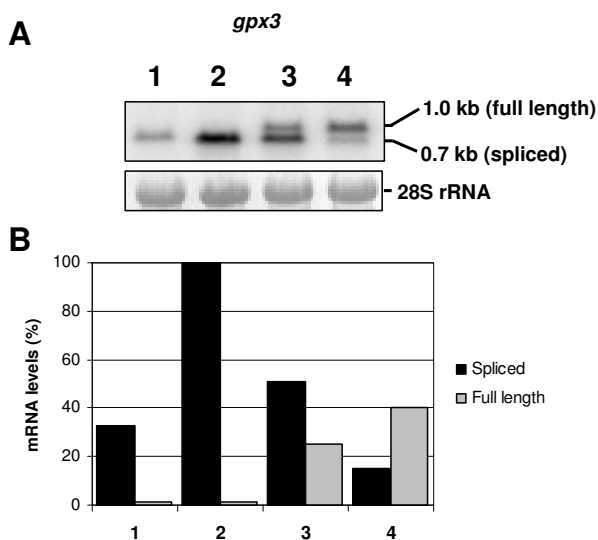 A
gpx3
1 2 3 4
1.0 kb (full length)
0.7 kb (spliced)
28S rRNA
B
mRNA levels (%)
100
80
60
40
20
0
1 2 3 4
Spliced
Full length